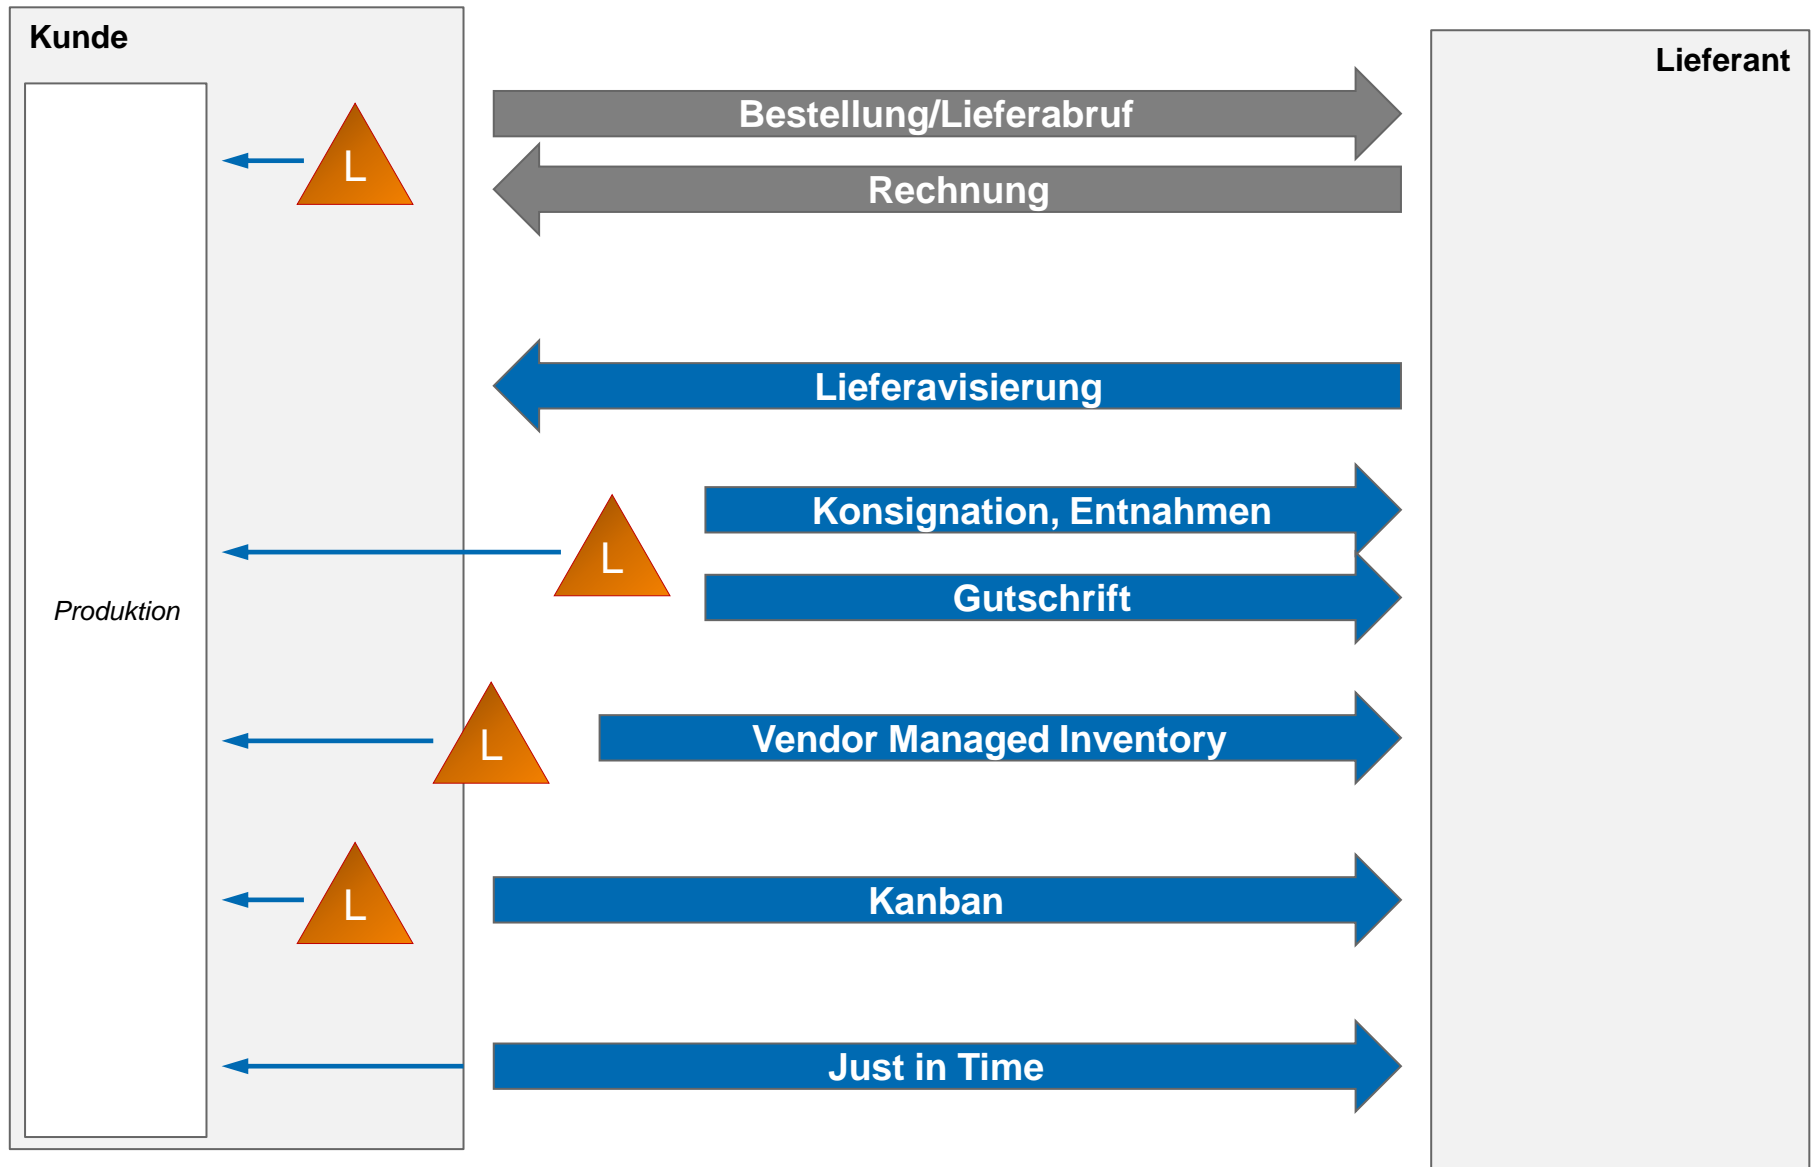 Kunde
Lieferant
Bestellung/Lieferabruf
L
Rechnung
Lieferavisierung
Konsignation, Entnahmen
L
Gutschrift
Produktion
Vendor Managed Inventory
L
Kanban
L
Just in Time